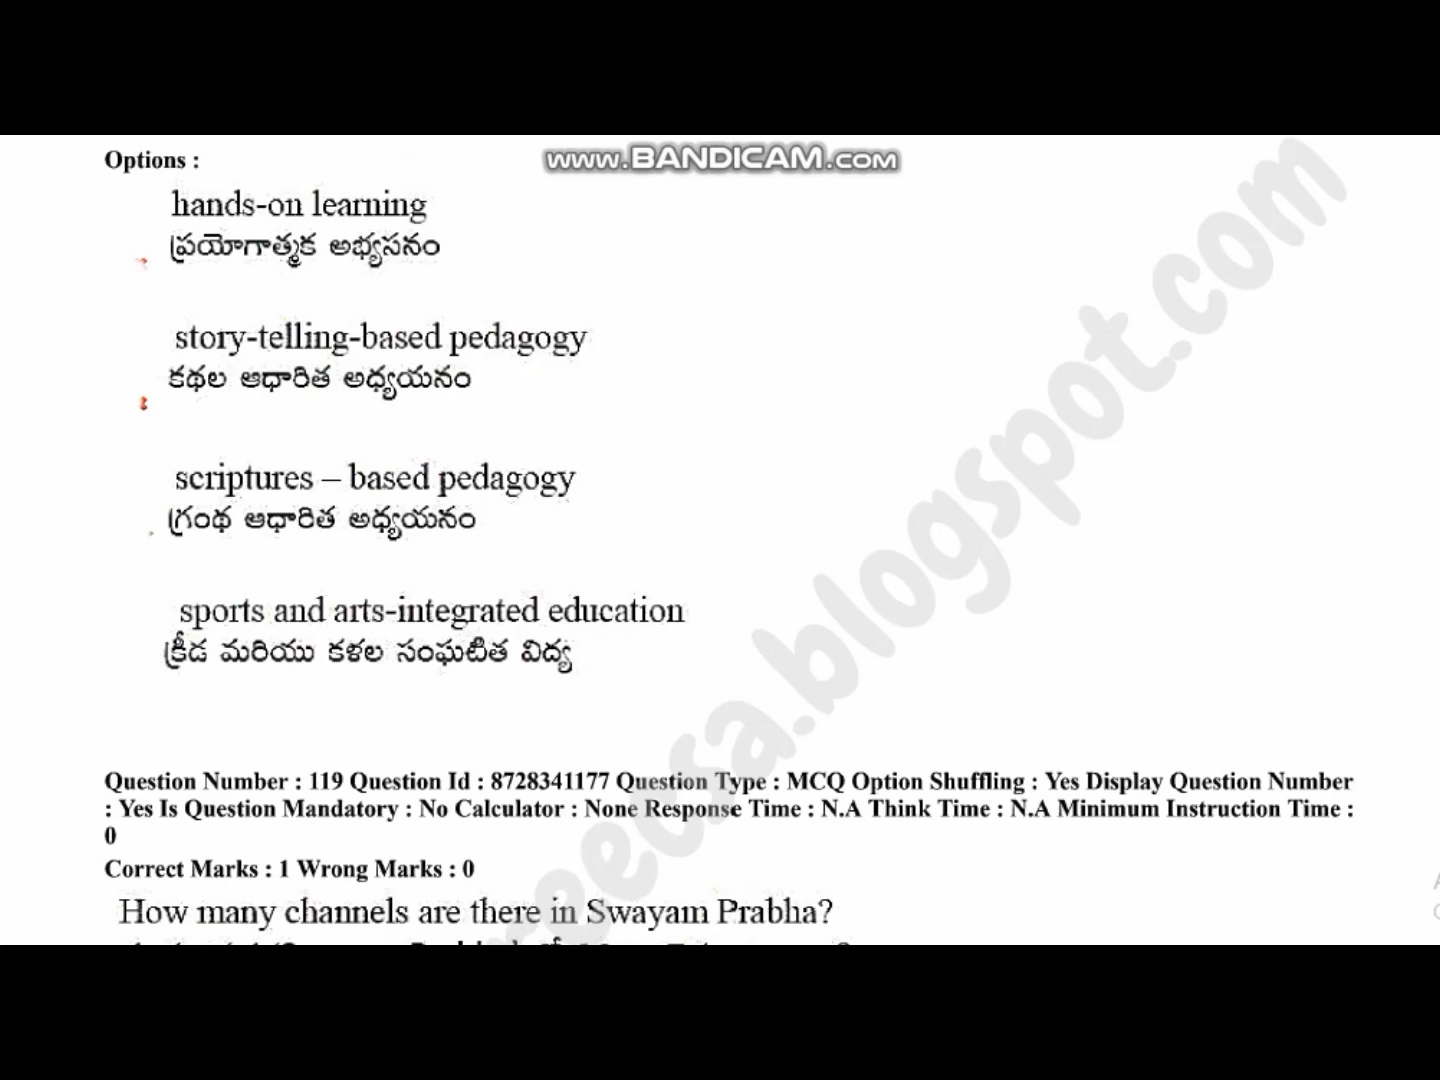 Options :
www.BANDICAM.com
hands-on learning
ప్రయోగాత్మక అభ్యసనం
story-telling-based pedagogy
కథల ఆధారిత అధ్యయనం
scriptures – based pedagogy
గ్రంథ ఆధారిత అధ్యయనం
sports and arts-integrated education
క్రీడ మరియు కళల సంఘటిత విద్య
Question Number : 119 Question Id : 8728341177 Question Type : MCQ Option Shuffling : Yes Display Question Number
: Yes Is Question Mandatory : No Calculator : None Response Time : N.A Think Time : N.A Minimum Instruction Time :
0
Correct Marks : 1 Wrong Marks : 0
How many channels are there in Swayam Prabha?
reecsa.blogspot.com